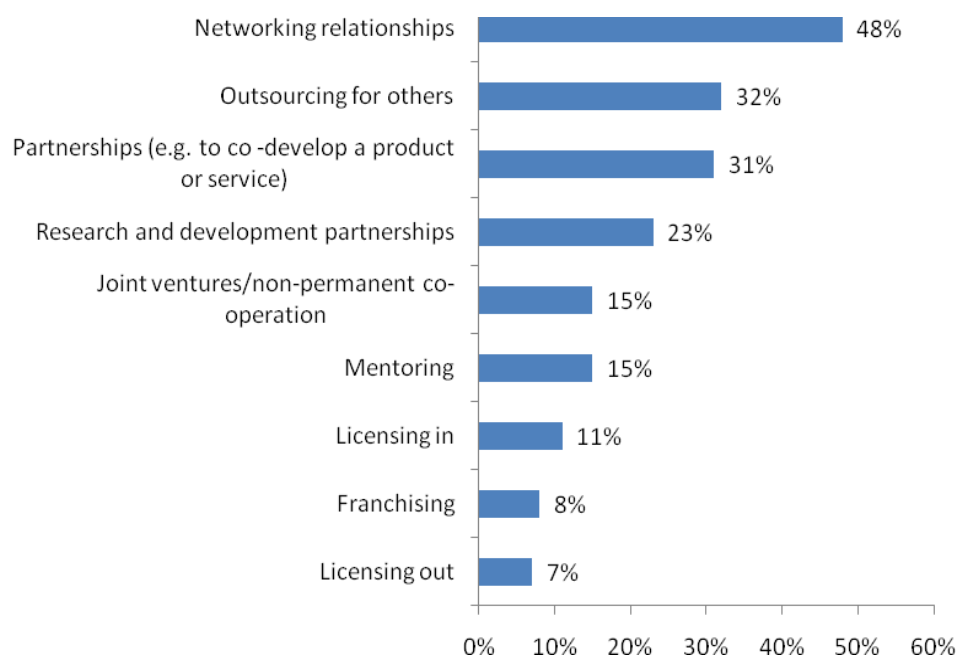 Networking relationships
48%
Outsourcing for others
32%
Partnerships (e.g. to co -develop a product
or service)
31%
Research and development partnerships
23%
Joint ventures/non-permanent co-
operation
15%
Mentoring
15%
Licensing in
11%
Franchising
8%
Licensing out
7%
0% 10% 20% 30% 40% 50% 60%